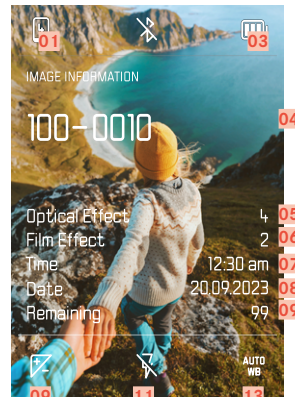 01
03
IMAGE INFORMATION
100-0010
04
Optical Effect 4 05
Film Effect 2 06
Time 12:30 am 07
Date 20.09.2023 08
Remaining 99 09
AUTO
WB
11